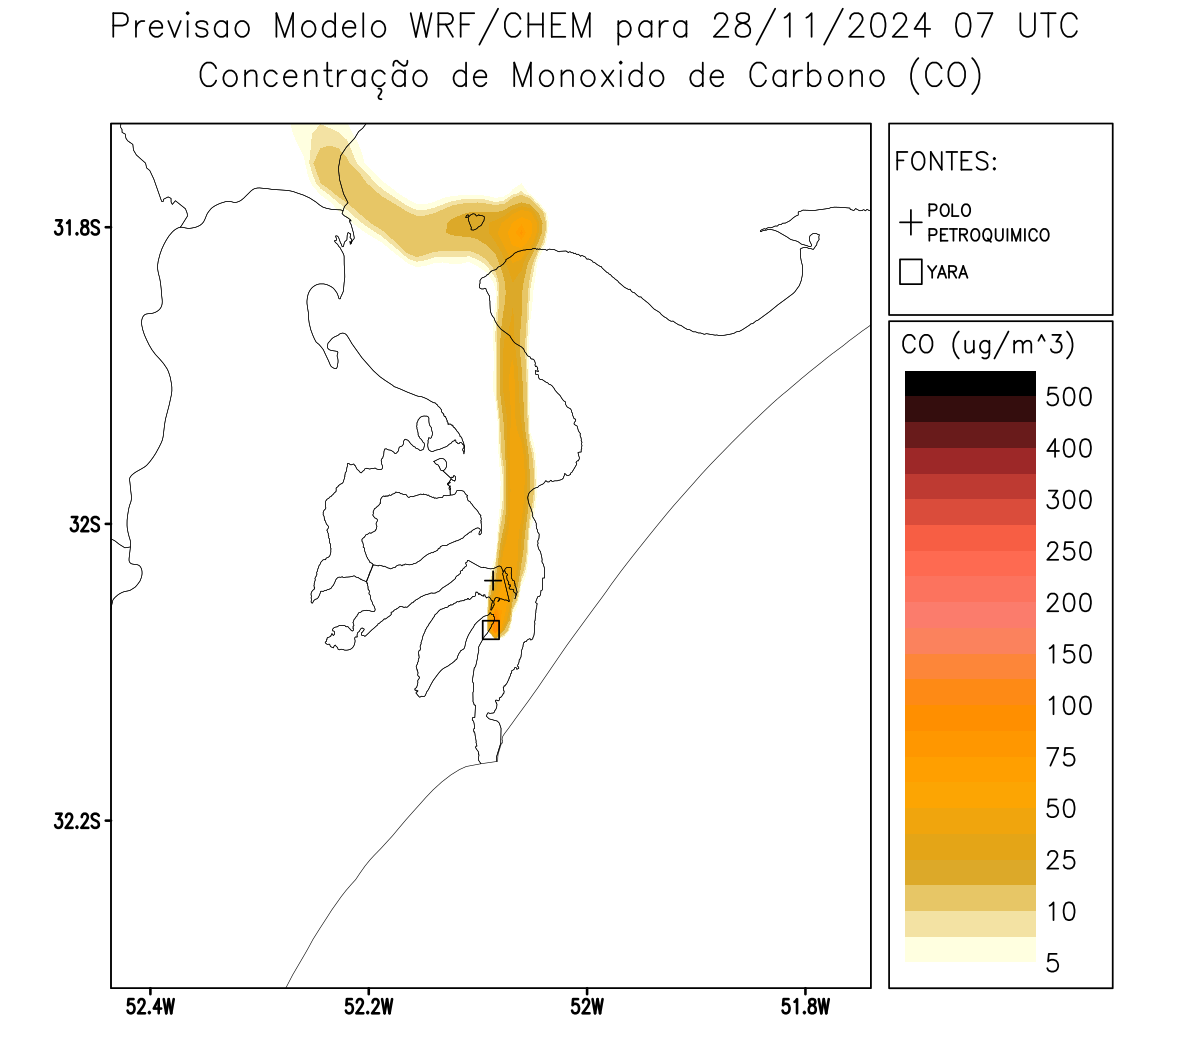 Previsao Modelo WRF/CHEM para 28/11/2024 07 UTC
Concentração de Monoxido de Carbono (CO)
FONTES:
POLO
PETROQUIMICO
YARA
CO (ug/m^3)
500
400
300
250
200
150
100
75
50
25
10
5
31.8S
32S
32.2S
52.4W
52.2W
52W
51.8W